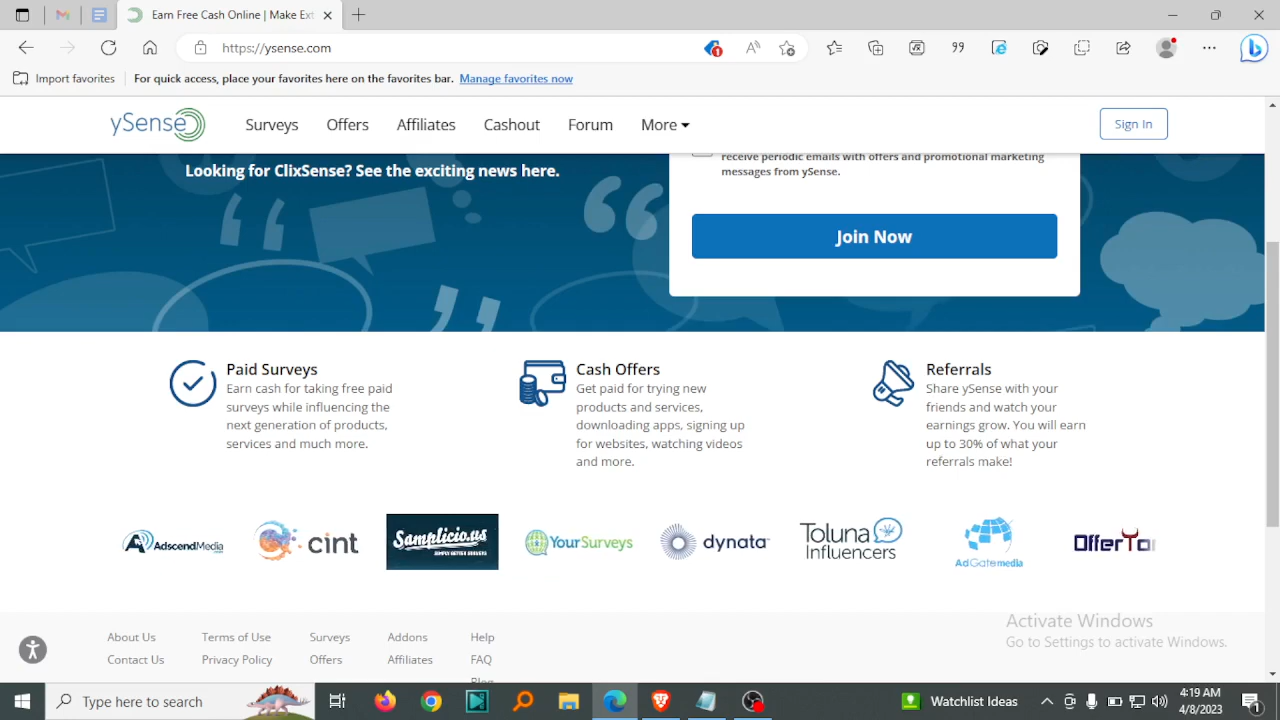 Earn Free Cash Online | Make Ext
https://ysense.com
1
Import favorites
For quick access, place your favorites here on the favorites bar. Manage favorites now
ySense
Surveys
Offers
Affiliates
Cashout
Forum
More
Sign In
receive periodic emails with offers and promotional marketing
messages from ySense.
Looking for ClixSense? See the exciting news here.
Join Now
Paid Surveys
Earn cash for taking free paid
surveys while influencing the
next generation of products,
services and much more.
Cash Offers
Get paid for trying new
products and services,
downloading apps, signing up
for websites, watching videos
and more.
Referrals
Share ySense with your
friends and watch your
earnings grow. You will earn
up to 30% of what your
referrals make!
AdscendMedia
cint
Samplicio.us
SIMPLY BETTER SURVEYS
YourSurveys
dynata
Toluna
Influencers
AdGatemedia
OfferTor
Activate Windows
Go to Settings to activate Windows.
About Us
Terms of Use
Surveys
Addons
Help
Contact Us
Privacy Policy
Offers
Affiliates
FAQ
Blog
Type here to search
Watchlist Ideas
4:19 AM
4/8/2023
1